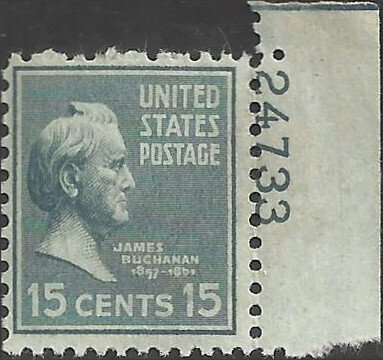 UNITED
STATES
POSTAGE
JAMES
BUCHANAN
1857-1861
15 CENTS 15
24733